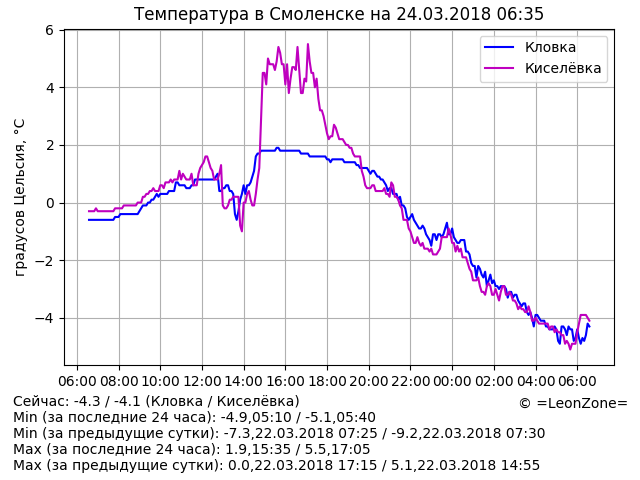 Температура в Смоленске на 24.03.2018 06:35
градусов Цельсия, °C
6
4
2
0
−2
−4
Кловка
Киселёвка
06:00 08:00 10:00 12:00 14:00 16:00 18:00 20:00 22:00 00:00 02:00 04:00 06:00
© =LeonZone=
Сейчас: -4.3 / -4.1 (Кловка / Киселёвка)
Min (за последние 24 часа): -4.9,05:10 / -5.1,05:40
Min (за предыдущие сутки): -7.3,22.03.2018 07:25 / -9.2,22.03.2018 07:30
Max (за последние 24 часа): 1.9,15:35 / 5.5,17:05
Max (за предыдущие сутки): 0.0,22.03.2018 17:15 / 5.1,22.03.2018 14:55